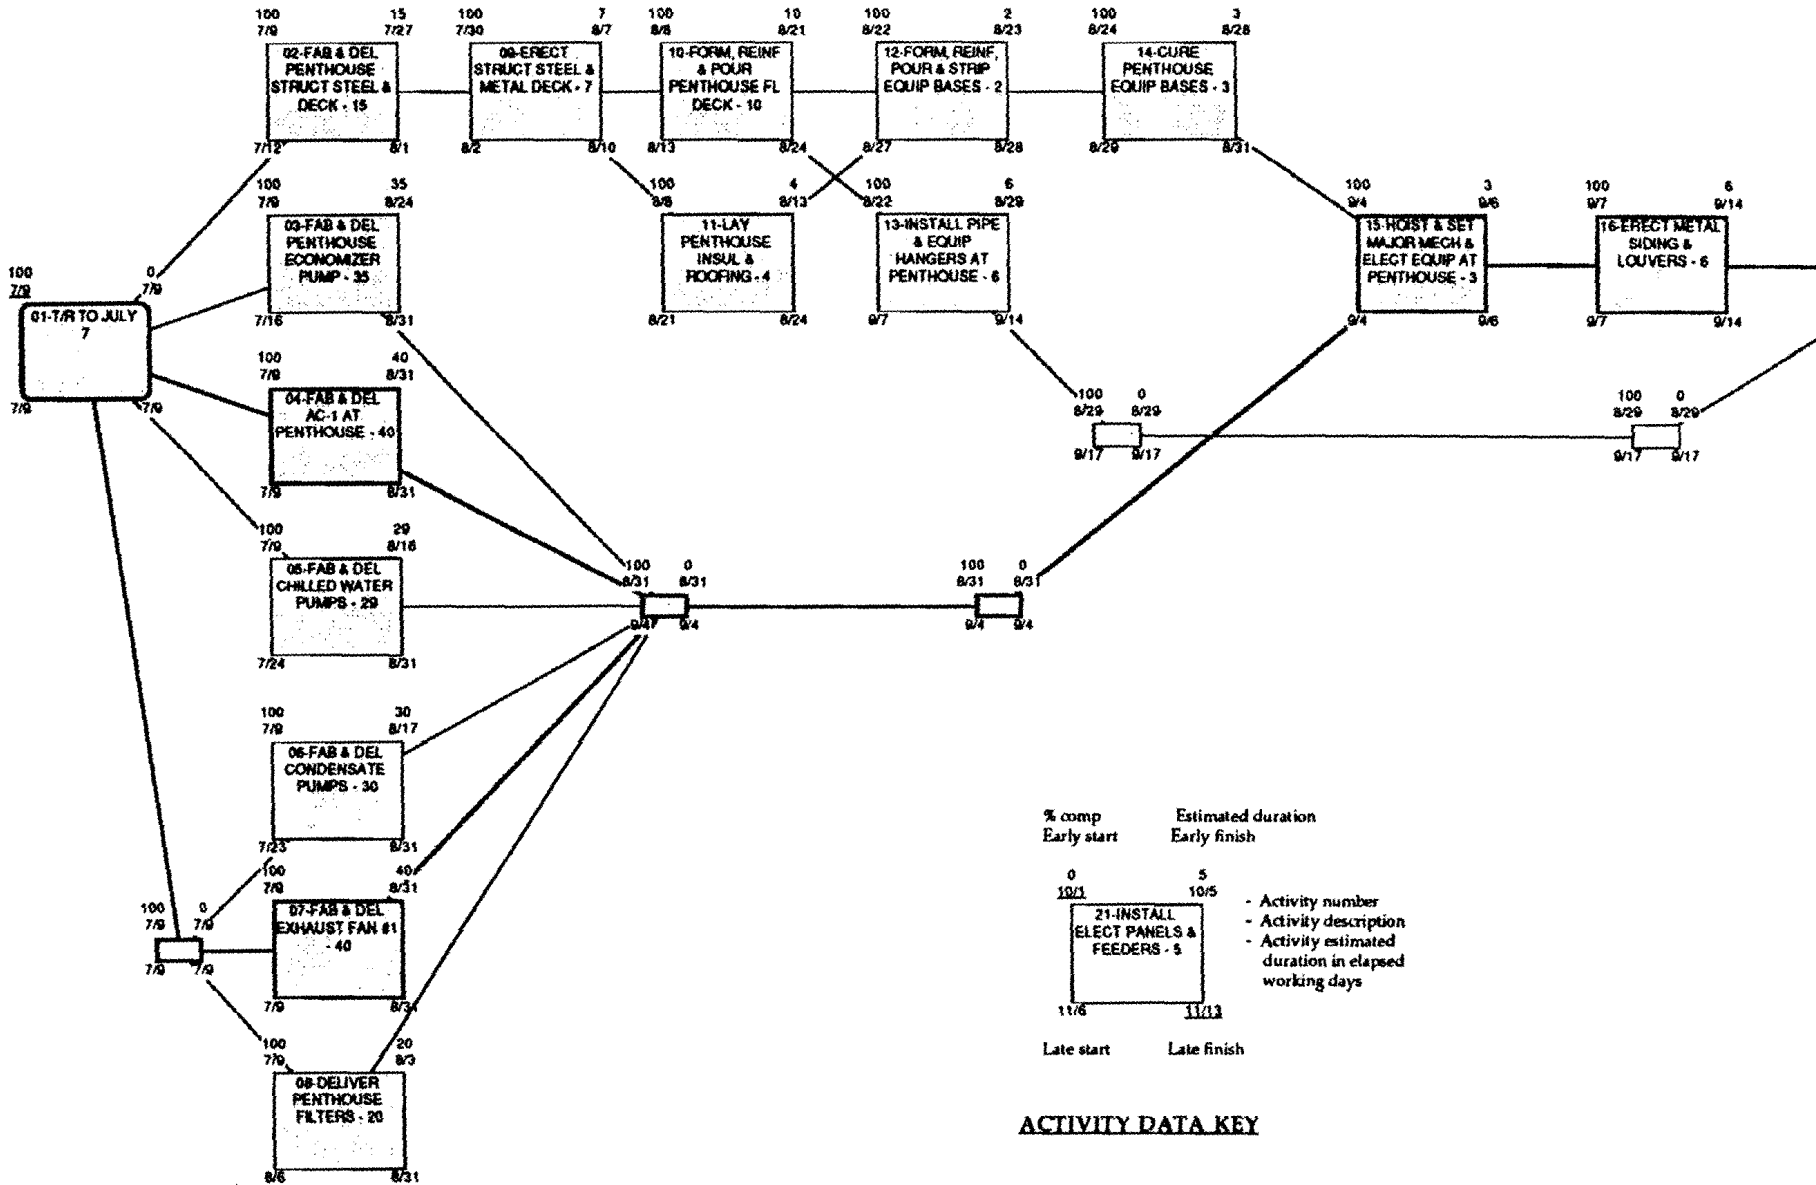 100 15
7/9 7/27
02-FAB & DEL
PENTHOUSE
STRUCT STEEL &
DECK - 15
7/12 8/1
100 7
7/30 8/7
09-ERECT
STRUCT STEEL &
METAL DECK - 7
8/2 8/10
100 10
8/8 8/21
10-FORM, REINF
& POUR
PENTHOUSE FL
DECK - 10
8/13 8/24
100 2
8/22 8/23
12-FORM, REINF,
POUR & STRIP
EQUIP BASES - 2
8/27 8/28
100 3
8/24 8/28
14-CURE
PENTHOUSE
EQUIP BASES - 3
8/29 8/31
100 35
7/9 8/24
03-FAB & DEL
PENTHOUSE
ECONOMIZER
PUMP - 35
7/16 8/31
100 4
8/8 8/13
11-LAY
PENTHOUSE
INSUL &
ROOFING - 4
8/21 8/24
100 6
8/22 8/29
13-INSTALL PIPE
& EQUIP
HANGERS AT
PENTHOUSE - 6
9/7 9/14
100 3
9/4 9/6
15-HOIST & SET
MAJOR MECH &
ELECT EQUIP AT
PENTHOUSE - 3
9/4 9/6
100 6
9/7 9/14
16-ERECT METAL
SIDING &
LOUVERS - 6
9/7 9/14
100 0
7/9 7/9
01-T/R TO JULY
7
7/9 7/9
100 40
7/9 8/31
04-FAB & DEL
AC-1 AT
PENTHOUSE - 40
7/9 8/31
100 0
8/29 8/29
9/17 9/17
100 0
8/29 8/29
9/17 9/17
100 29
7/9 8/16
05-FAB & DEL
CHILLED WATER
PUMPS - 29
7/24 8/31
100 0
8/31 8/31
9/4 9/4
100 0
8/31 8/31
9/4 9/4
100 30
7/9 8/17
06-FAB & DEL
CONDENSATE
PUMPS - 30
7/23 8/31
100 40
7/9 8/31
07-FAB & DEL
EXHAUST FAN #1
- 40
7/9 8/31
100 0
7/9 7/9
7/9 7/9
100 20
7/9 8/3
08-DELIVER
PENTHOUSE
FILTERS - 20
8/6 8/31
% comp Estimated duration
Early start Early finish
0 5
10/1 10/5
21-INSTALL
ELECT PANELS &
FEEDERS - 5
11/6 11/13
- Activity number
- Activity description
- Activity estimated
duration in elapsed
working days
Late start Late finish
ACTIVITY DATA KEY